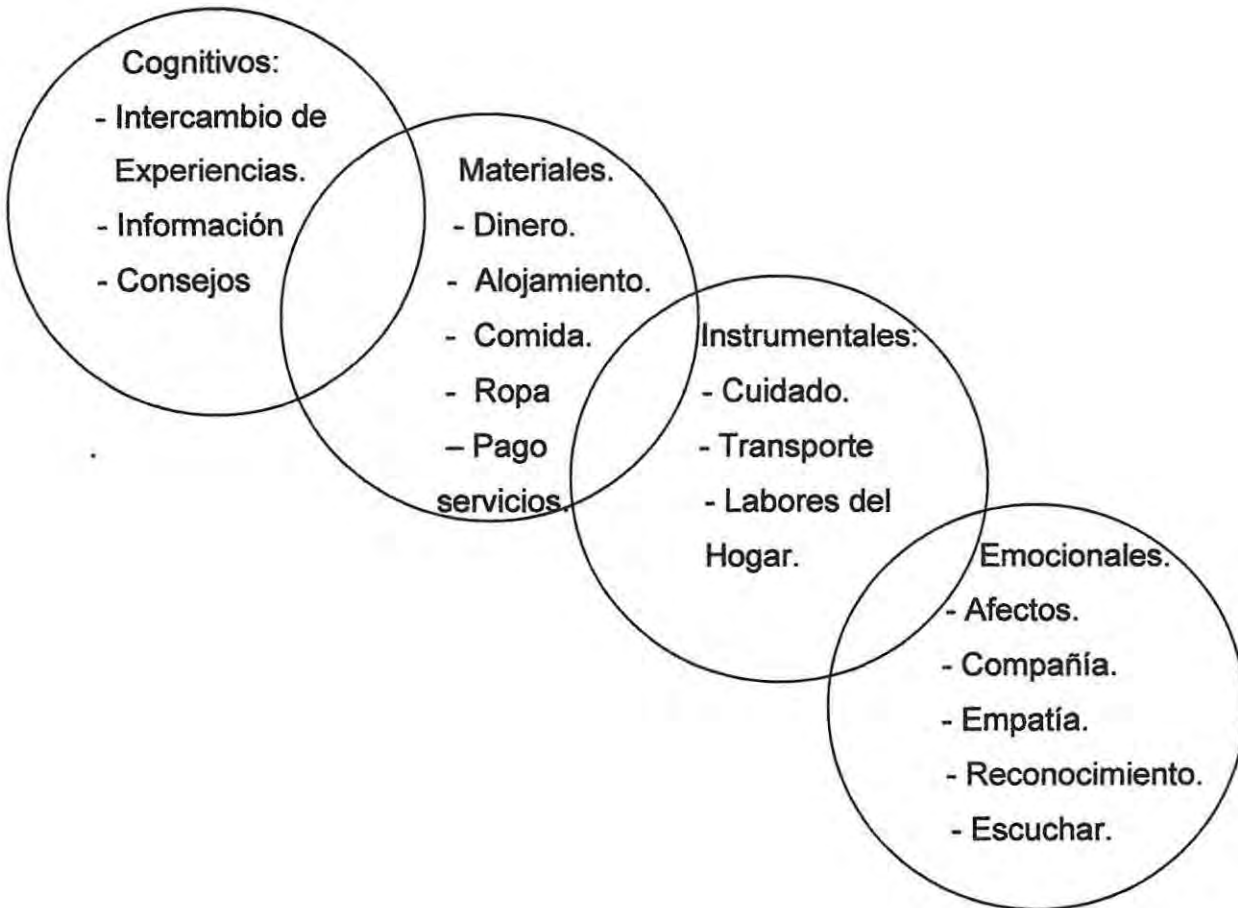 Cognitivos:
- Intercambio de
Experiencias.
- Información
- Consejos
Materiales.
- Dinero.
- Alojamiento.
- Comida.
- Ropa
– Pago
servicios.
Instrumentales:
- Cuidado.
- Transporte
- Labores del
Hogar.
Emocionales.
- Afectos.
- Compañía.
- Empatía.
- Reconocimiento.
- Escuchar.